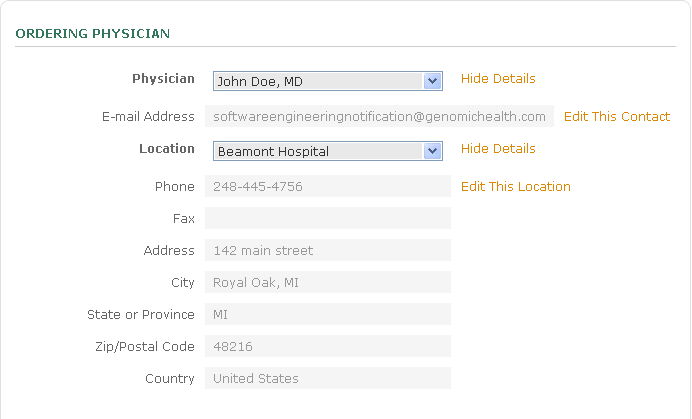 ORDERING PHYSICIAN
Physician John Doe, MD Hide Details
E-mail Address softwareengineeringnotification@genomichealth.com Edit This Contact
Location Beamont Hospital Hide Details
Phone 248-445-4756 Edit This Location
Fax
Address 142 main street
City Royal Oak, MI
State or Province MI
Zip/Postal Code 48216
Country United States